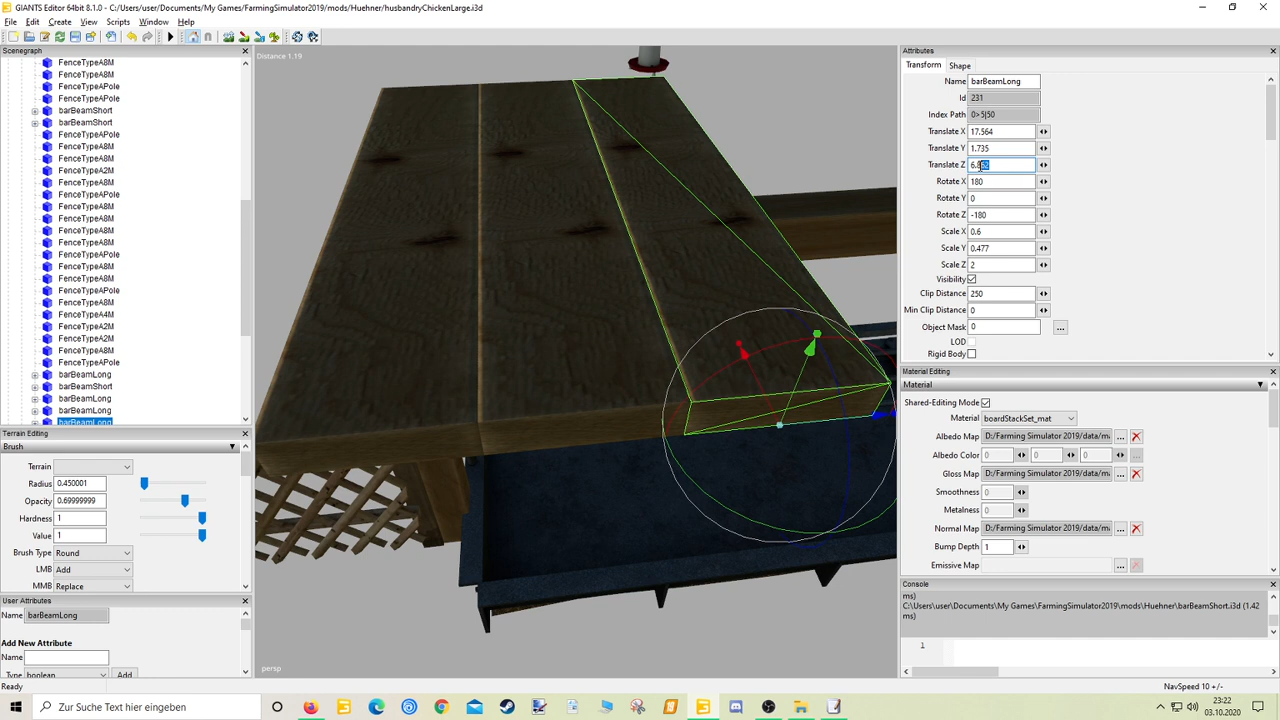 GIANTS Editor 64bit 8.1.0 - C:/Users/user/Documents/My Games/FarmingSimulator2019/mods/Huehner/husbandryChickenLarge.i3d
File Edit Create View Scripts Window Help
Scenegraph
FenceTypeA8M
FenceTypeA8M
FenceTypeAPole
FenceTypeAPole
barBeamShort
barBeamShort
FenceTypeAPole
FenceTypeA8M
FenceTypeA8M
FenceTypeA2M
FenceTypeA8M
FenceTypeAPole
FenceTypeA8M
FenceTypeA8M
FenceTypeA8M
FenceTypeA8M
FenceTypeAPole
FenceTypeA8M
FenceTypeA8M
FenceTypeAPole
FenceTypeA8M
FenceTypeA4M
FenceTypeA2M
FenceTypeA2M
FenceTypeA8M
FenceTypeAPole
barBeamLong
barBeamShort
barBeamLong
barBeamLong
barBeamLong
Terrain Editing
Brush
Terrain
Radius 0.450001
Opacity 0.69999999
Hardness 1
Value 1
Brush Type Round
LMB Add
MMB Replace
User Attributes
Name barBeamLong
Add New Attribute
Name
Type boolean Add
Ready
Distance 1.19
persp
Attributes
Transform Shape
Name barBeamLong
Id 231
Index Path 0>5|50
Translate X 17.564
Translate Y 1.735
Translate Z
Rotate X 180
Rotate Y 0
Rotate Z -180
Scale X 0.6
Scale Y 0.477
Scale Z 2
Visibility
Clip Distance 250
Min Clip Distance 0
Object Mask 0 ...
LOD
Rigid Body
Material Editing
Material
Shared-Editing Mode
Material boardStackSet_mat
Albedo Map D:/Farming Simulator 2019/data/ma ...
Albedo Color 0 0 0 ...
Gloss Map D:/Farming Simulator 2019/data/ma ...
Smoothness 0
Metalness 0
Normal Map D:/Farming Simulator 2019/data/ma ...
Bump Depth 1
Emissive Map ...
Console
ms)
C:\Users\user\Documents\My Games\FarmingSimulator2019\mods\Huehner\barBeamShort.i3d (1.42
ms)
1
NavSpeed 10 +/-
Zur Suche Text hier eingeben
23:22
03.10.2020